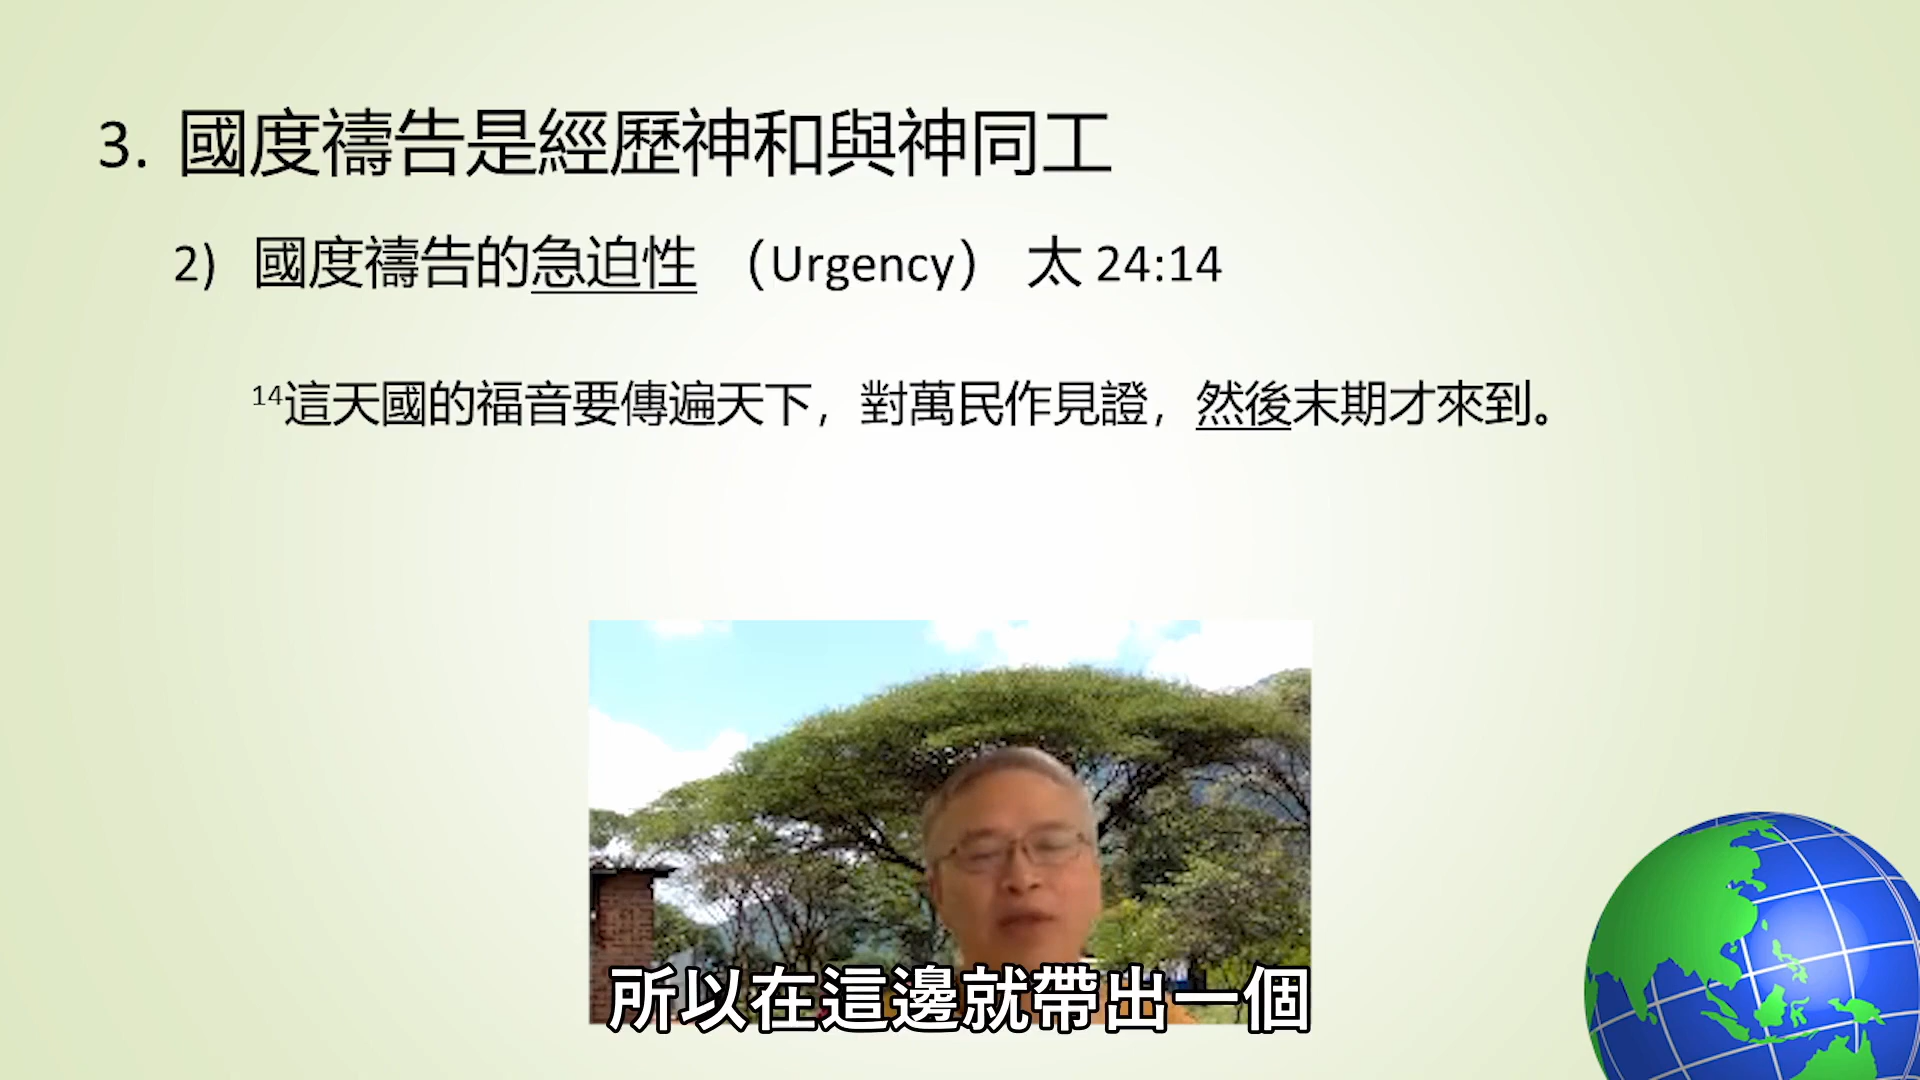 3. 國度禱告是經歷神和與神同工
2) 國度禱告的急迫性 （Urgency） 太 24:14
14這天國的福音要傳遍天下，對萬民作見證，然後末期才來到。
所以在這邊就帶出一個